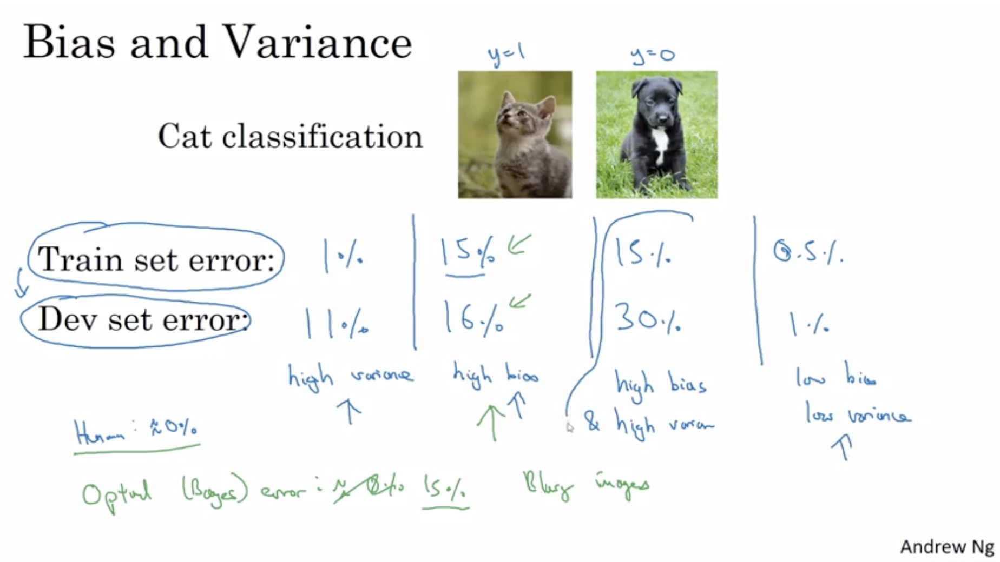 Bias and Variance
y=1 y=0
Cat classification
Train set error: 1% 15% 15% 0.5%
Dev set error: 11% 16% 30% 1%
high variance high bias high bias low bias
& high varian low variance
Human: ≈0%
Optimal (Bayes) error: ≈0% 15% Blurry images
Andrew Ng